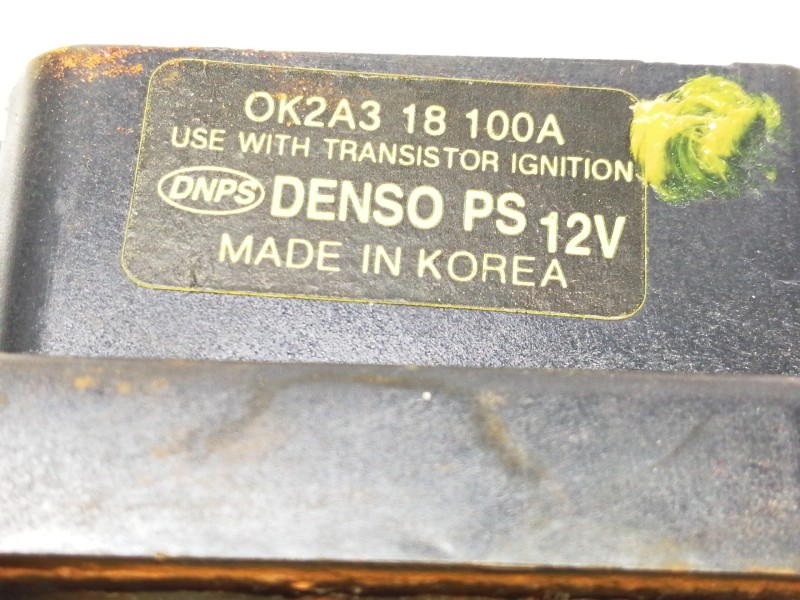 OK2A3 18 100A
USE WITH TRANSISTOR IGNITION
DNPS DENSO PS 12V
MADE IN KOREA